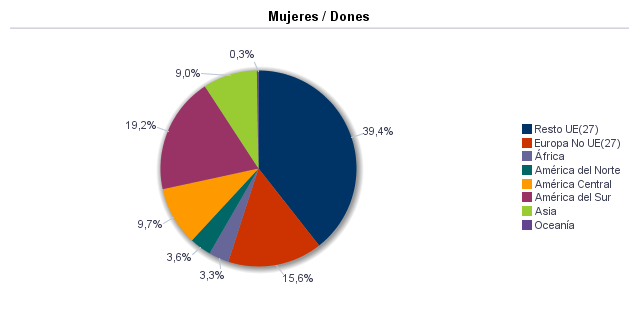 Mujeres / Dones
0,3%
9,0%
19,2%
39,4%
9,7%
3,6%
3,3%
15,6%
Resto UE(27)
Europa No UE(27)
África
América del Norte
América Central
América del Sur
Asia
Oceanía